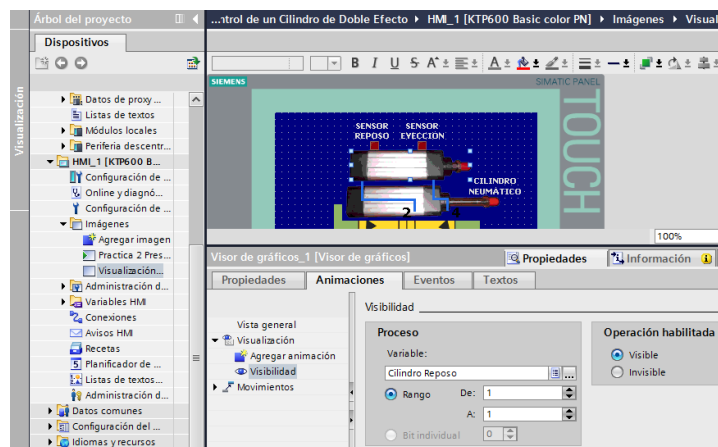 Árbol del proyecto
...ntrol de un Cilindro de Doble Efecto ▸ HMI_1 [KTP600 Basic color PN] ▸ Imágenes ▸ Visual
Dispositivos
Visualización
B I U S A A
SIEMENS
SIMATIC PANEL
TOUCH
Datos de proxy ...
Listas de textos
Módulos locales
Periferia descentr...
HMI_1 [KTP600 B...
Configuración de ...
Online y diagnó...
Configuración de ...
Imágenes
Agregar imagen
Practica 2 Pres...
Visualización...
Administración d...
Variables HMI
Conexiones
Avisos HMI
Recetas
Planificador de ...
Listas de textos...
Administración d...
Datos comunes
Configuración del ...
Idiomas y recursos
SENSOR REPOSO
SENSOR EYECCION
CILINDRO NEUMÁTICO
2
100%
Visor de gráficos_1 [Visor de gráficos]
Propiedades
Información
Propiedades
Animaciones
Eventos
Textos
Vista general
Visualización
Agregar animación
Visibilidad
Movimientos
Visibilidad
Proceso
Variable:
Cilindro Reposo
...
Rango
De: 1
A: 1
Bit individual
0
Operación habilitada
Visible
Invisible